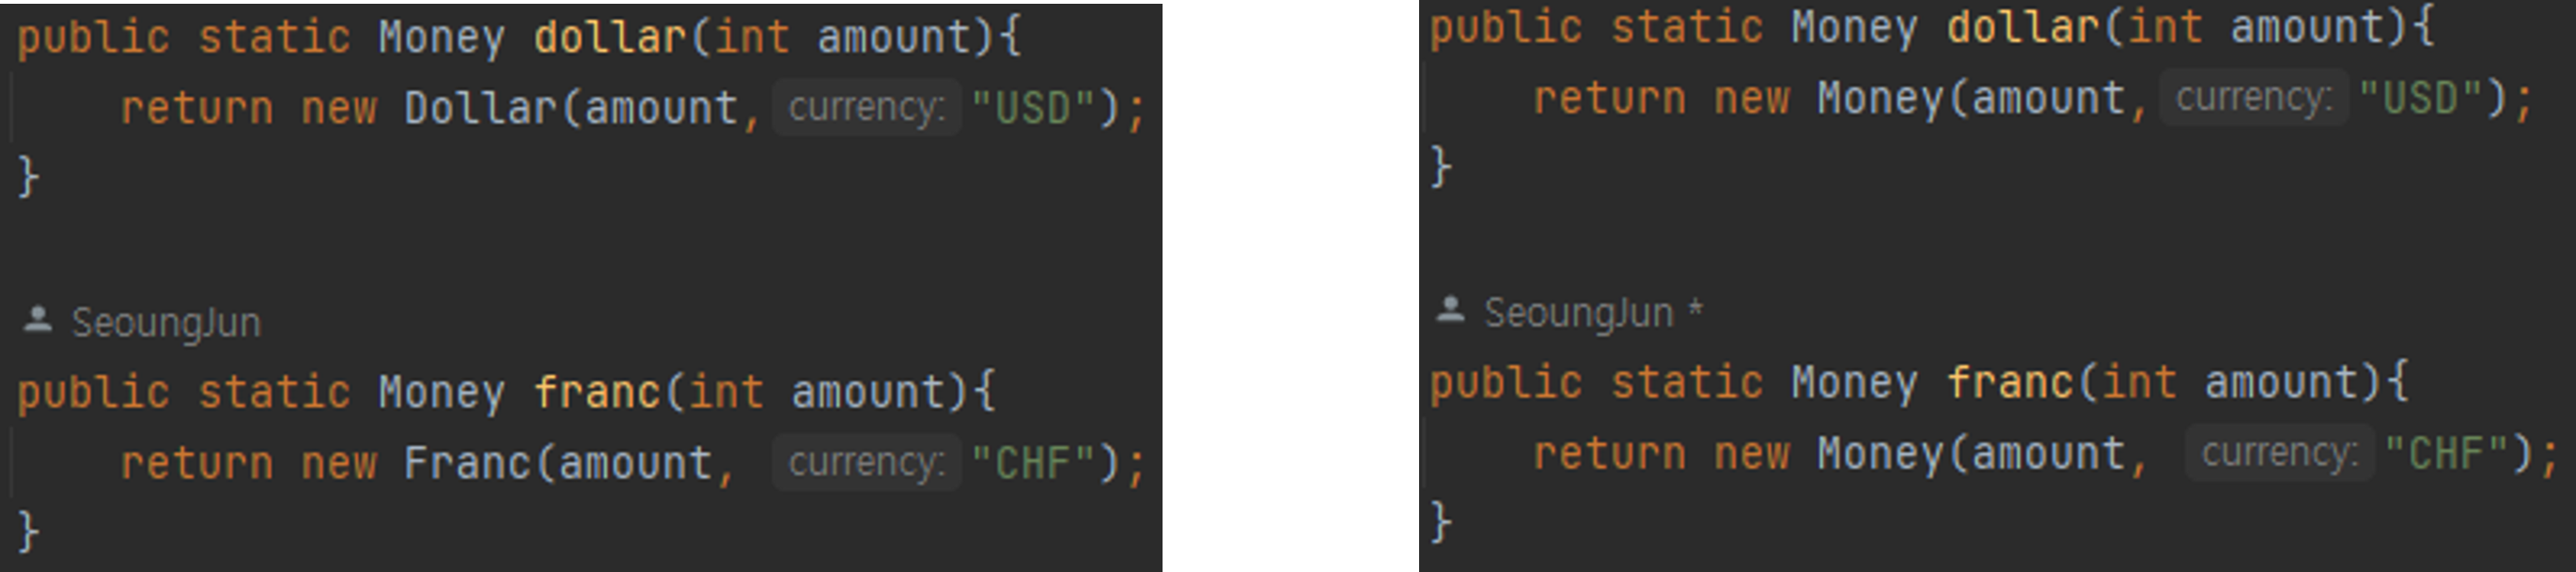 public static Money dollar(int amount){
return new Dollar(amount, currency: "USD");
}
SeoungJun
public static Money franc(int amount){
return new Franc(amount, currency: "CHF");
}
public static Money dollar(int amount){
return new Money(amount, currency: "USD");
}
SeoungJun *
public static Money franc(int amount){
return new Money(amount, currency: "CHF");
}